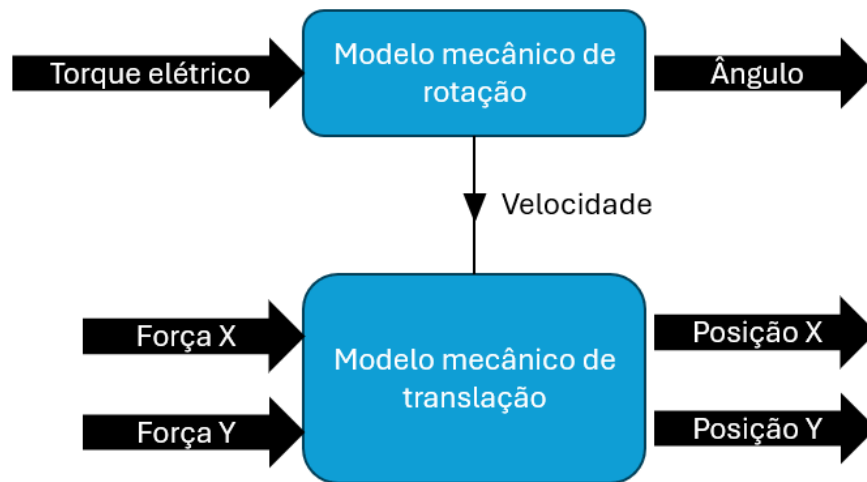 Torque elétrico
Modelo mecânico de
rotação
Ângulo
Velocidade
Força X
Modelo mecânico de
translação
Posição X
Força Y
Posição Y